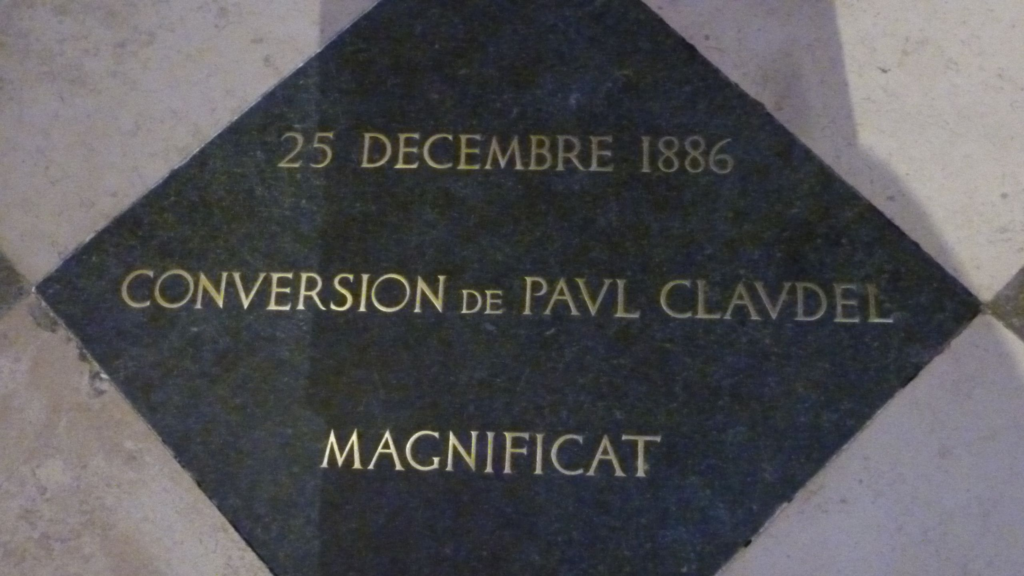 25 DECEMBRE 1886
CONVERSION DE PAVL CLAVDEL
MAGNIFICAT